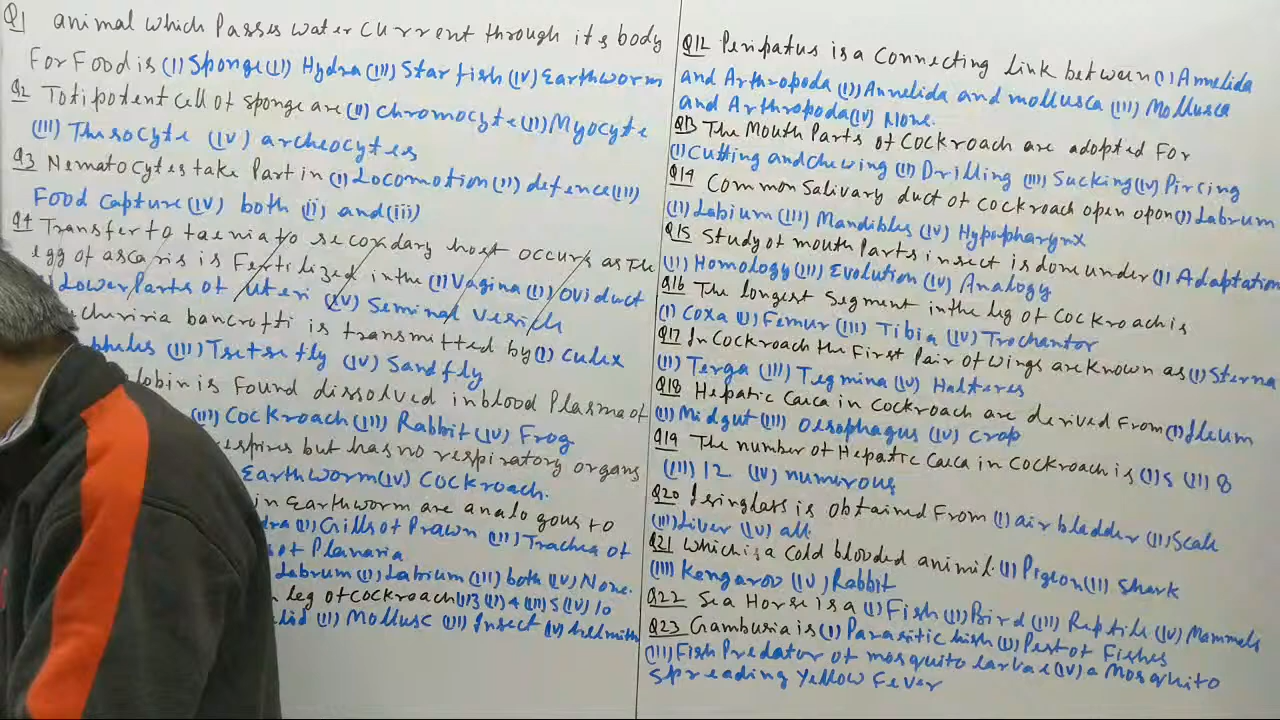 Q1 animal which Passes water current through its body
For Food is (I) Sponge (II) Hydra (III) Star fish (IV) Earthworm
Q2 Totipotent cell of sponge are (I) chromocyte (II) Myocyte
(III) Thesocyte (IV) archeocytes
Q3 Nematocytes take Part in (I) Locomotion (II) defence (III)
Food capture (IV) both (ii) and (iii)
Q4 Transfer to taenia to secondary host occurs as The
egg of ascaris is Fertilized in the (I) Vagina (II) oviduct
Lower Parts of Uteri (IV) Seminal Vesicle
bancrofti is transmitted by (I) Culex
(III) Tsetse fly (IV) Sand fly
is Found dissolved in blood Plasma of
(II) Cockroach (III) Rabbit (IV) Frog
but has no respiratory organs
Earthworm (IV) Cockroach.
in Earthworm are analogous to
(II) Gills of Prawn (III) Trachea of
of Planaria
Labrum (II) Labrium (III) both (IV) None.
leg of cockroach (I) 3 (II) 4 (III) 5 (IV) 10
(II) Mollusc (III) Insect (IV) helminth
Q12 Peripatus is a Connecting link between (I) Annelida
and Arthropoda (II) Annelida and mollusca (III) Mollusca
and Arthropoda (IV) None.
Q13 The Mouth Parts of Cockroach are adopted For
(I) Cutting and chewing (II) Drilling (III) Sucking (IV) Pircing
Q14 Common Salivary duct of cockroach open opon (I) Labrum
(II) Labium (III) Mandibles (IV) Hypopharynx
Q15 Study of mouth Parts insect is done under (I) Adaptation
(II) Homology (III) Evolution (IV) Analogy
Q16 The longest Segment in the leg of Cockroach is
(I) Coxa (II) Femur (III) Tibia (IV) Trochantor
Q17 In Cockroach the First Pair of Wings are Known as (I) Sterna
(II) Terga (III) Tegmina (IV) Halteres
Q18 Hepatic Caeca in Cockroach are derived From (I) Ileum
(II) Midgut (III) Oesophagus (IV) Crop
Q19 The number of Hepatic Caeca in Cockroach is (I) 5 (II) 8
(III) 12 (IV) numerous
Q20 Isinglass is obtained From (I) air bladder (II) Scale
(III) Liver (IV) all
Q21 Which is a Cold blooded animil. (I) Pigeon (II) Shark
(III) Kengaroo (IV) Rabbit
Q22 Sea Horse is a (I) Fish (II) Bird (III) Reptile (IV) Mammels
Q23 Gambusia is (I) Parasitic hish (II) Pest of Fishes
(III) Fish Predator of mosquito larvae (IV) a Mosquito
Spreading Yellow Fever